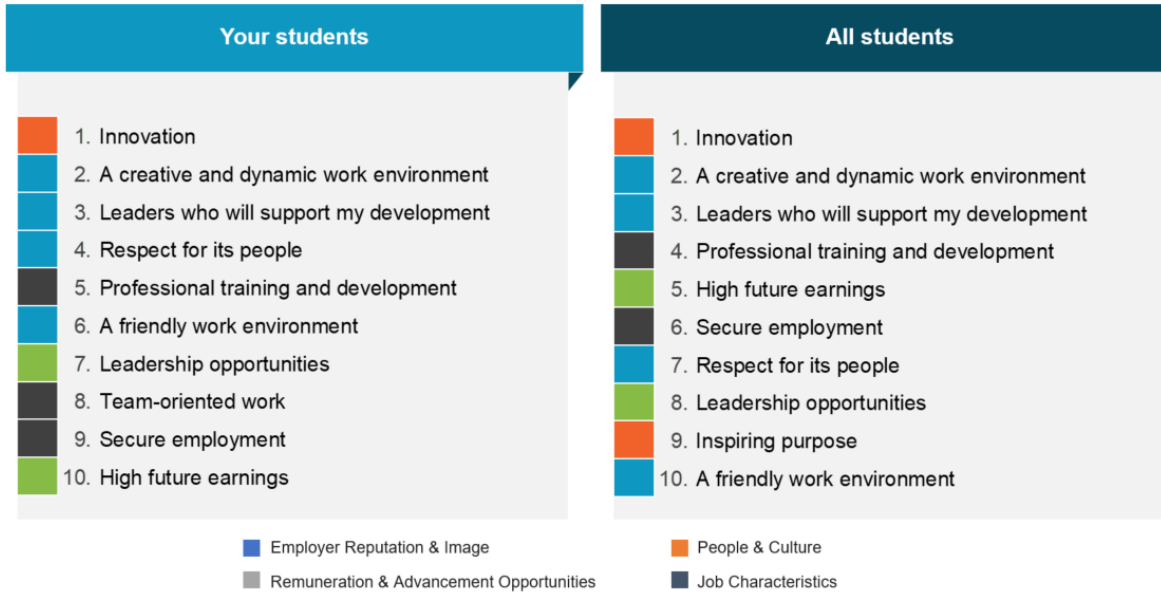 Your students
1. Innovation
2. A creative and dynamic work environment
3. Leaders who will support my development
4. Respect for its people
5. Professional training and development
6. A friendly work environment
7. Leadership opportunities
8. Team-oriented work
9. Secure employment
10. High future earnings
All students
1. Innovation
2. A creative and dynamic work environment
3. Leaders who will support my development
4. Professional training and development
5. High future earnings
6. Secure employment
7. Respect for its people
8. Leadership opportunities
9. Inspiring purpose
10. A friendly work environment
Employer Reputation & Image
People & Culture
Remuneration & Advancement Opportunities
Job Characteristics